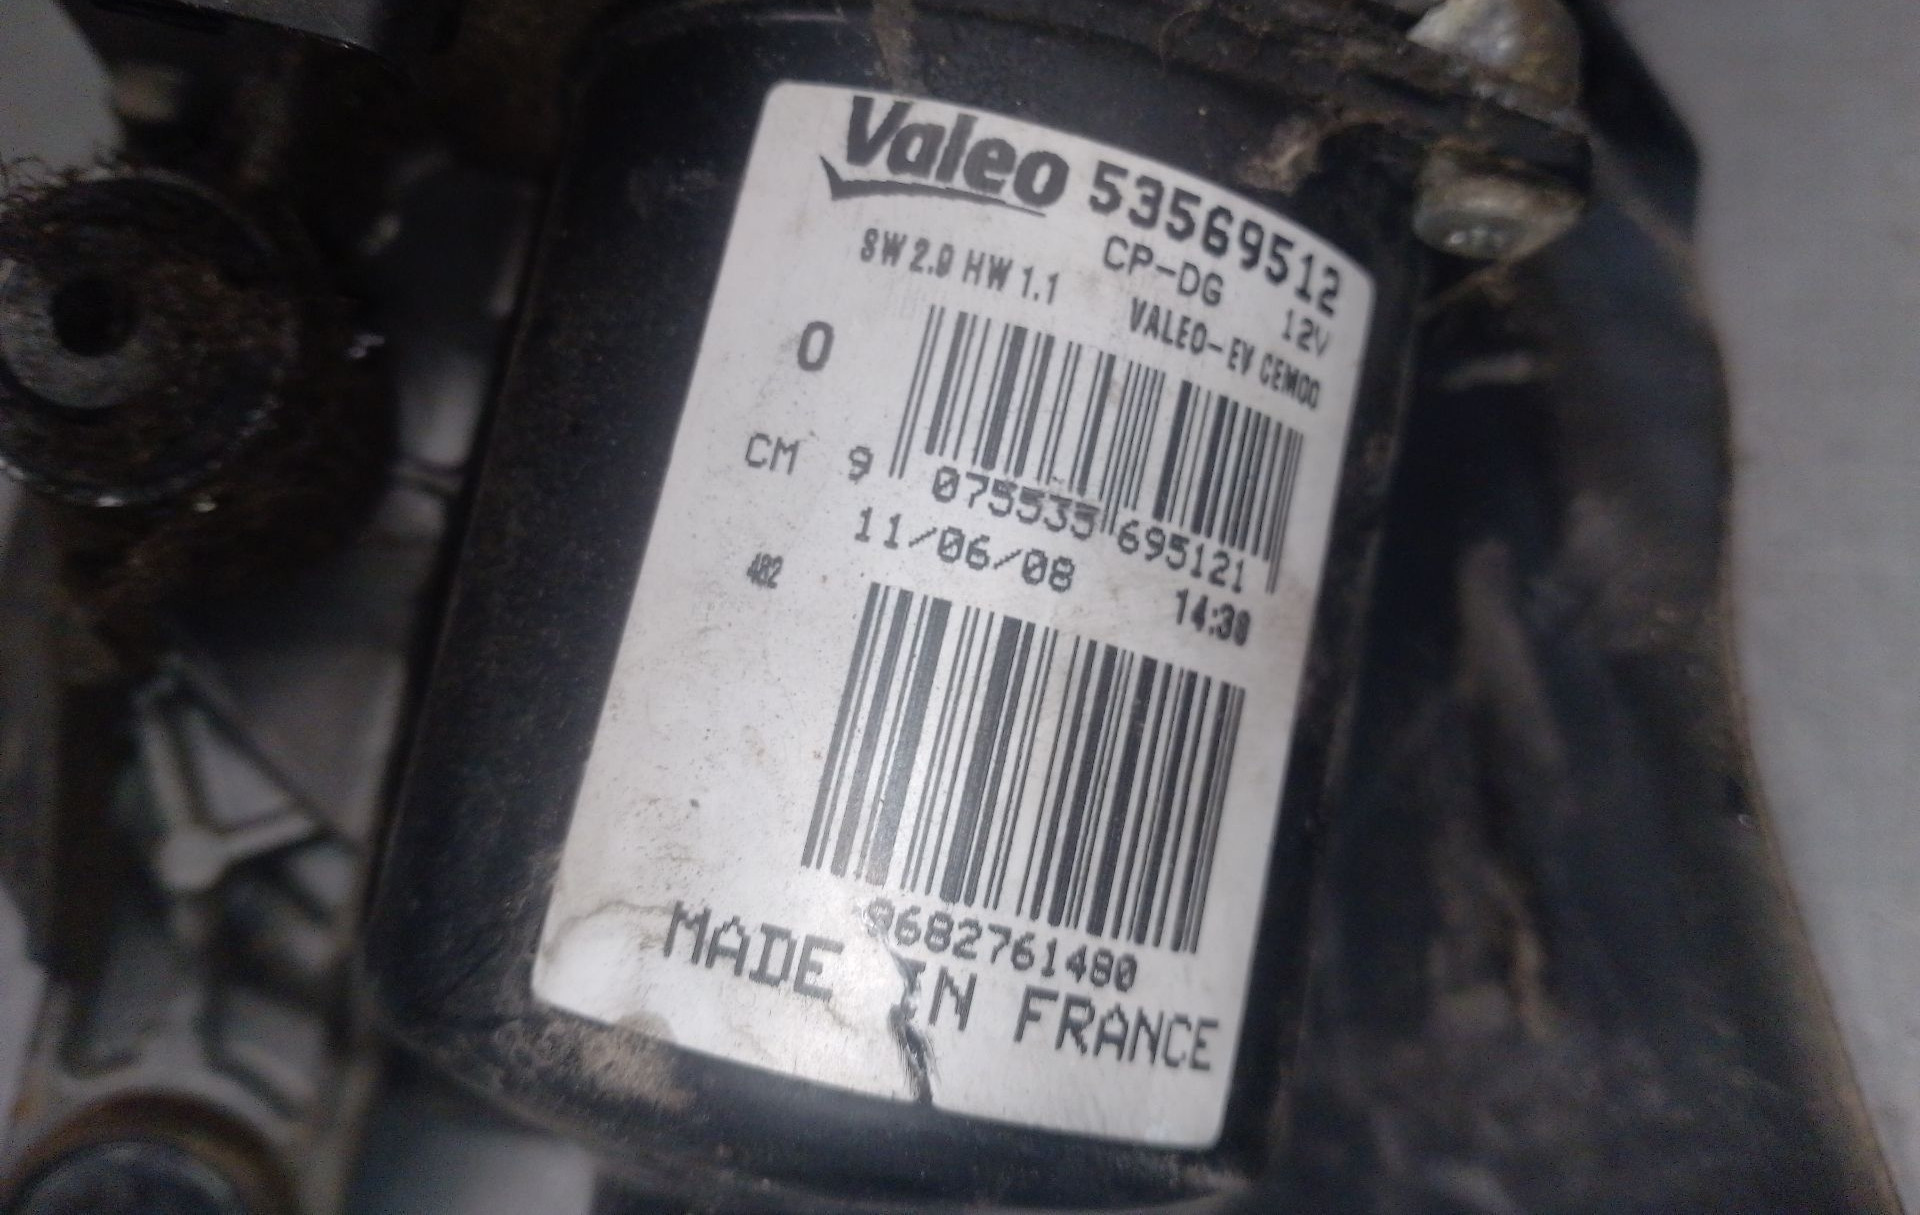 Valeo 53569512
CP-DG
SW 2.0 HW 1.1
12V
VALEO-EV CEMOO
0
CM
9 075535 695121
11/06/08
14:38
482
9682761480
MADE IN FRANCE